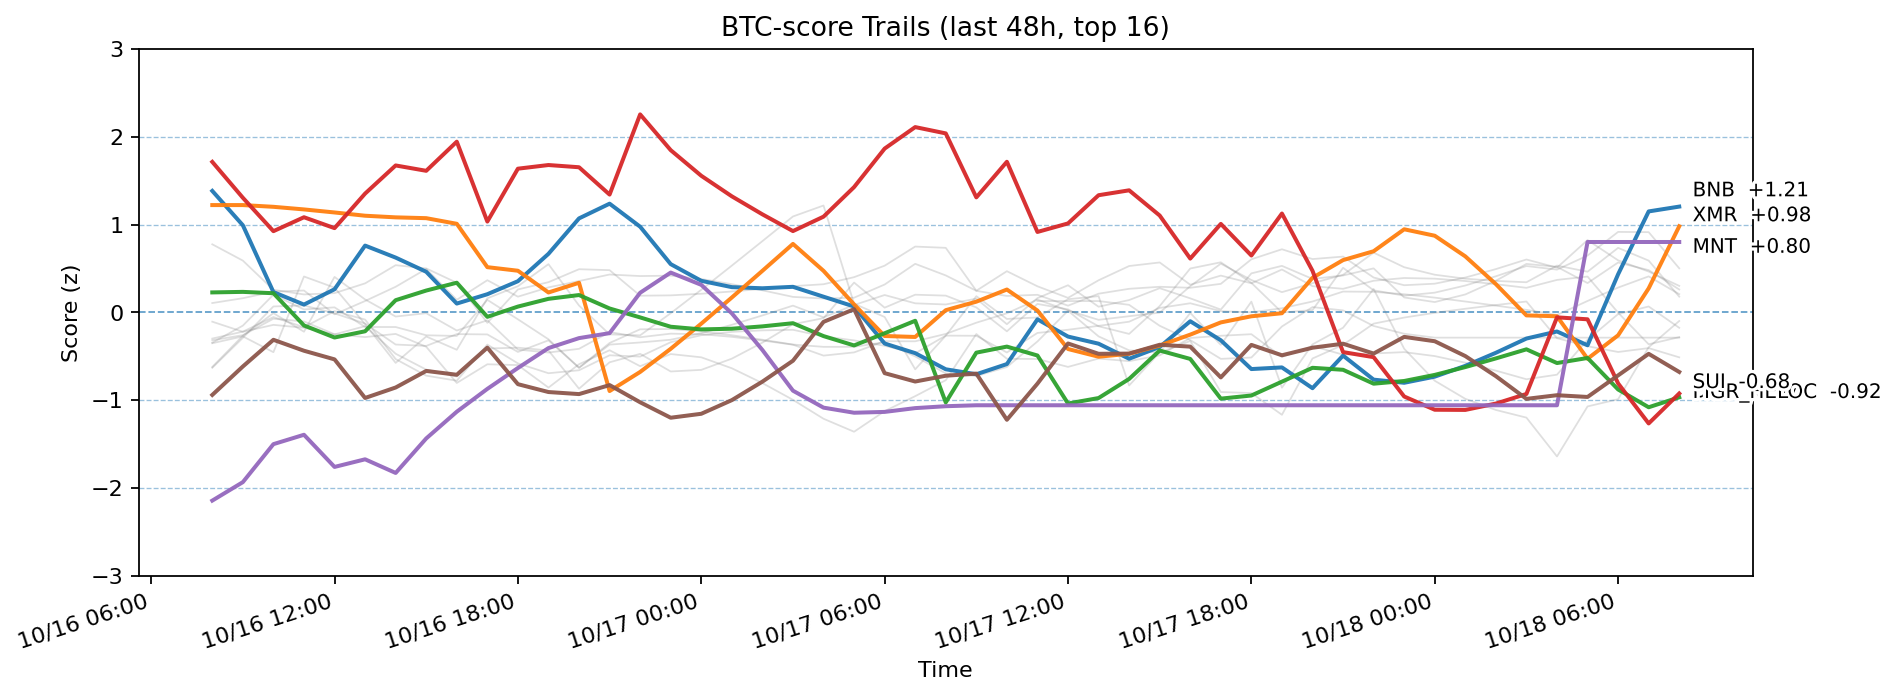 BTC-score Trails (last 48h, top 16)
Score (z)
3
2
1
0
−1
−2
−3
BNB +1.21
XMR +0.98
MNT +0.80
SUI -0.68
-0.92
10/16 06:00
10/16 12:00
10/16 18:00
10/17 00:00
10/17 06:00
10/17 12:00
10/17 18:00
10/18 00:00
10/18 06:00
Time